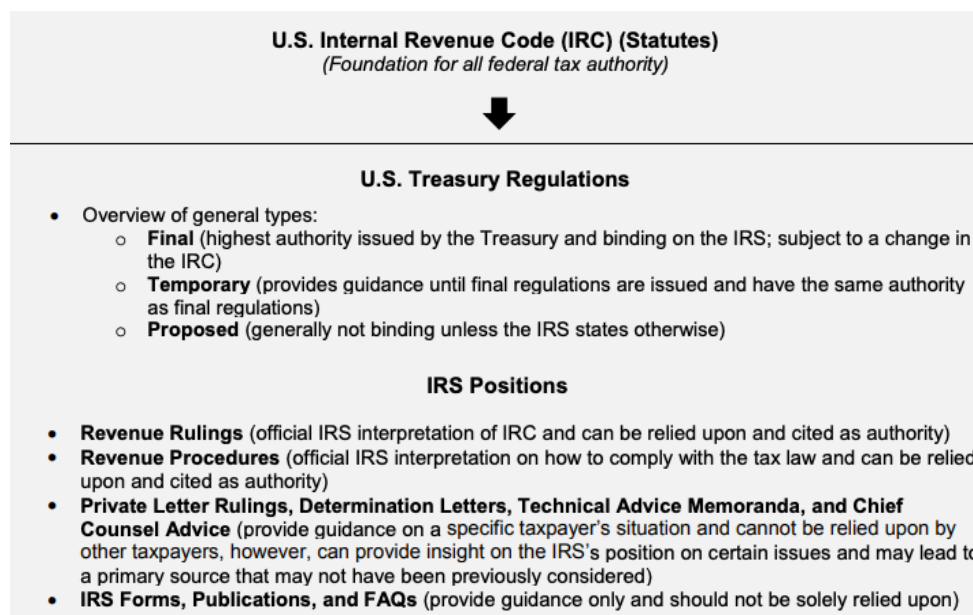 U.S. Internal Revenue Code (IRC) (Statutes)
(Foundation for all federal tax authority)
U.S. Treasury Regulations
• Overview of general types:
o Final (highest authority issued by the Treasury and binding on the IRS; subject to a change in
the IRC)
o Temporary (provides guidance until final regulations are issued and have the same authority
as final regulations)
o Proposed (generally not binding unless the IRS states otherwise)
IRS Positions
• Revenue Rulings (official IRS interpretation of IRC and can be relied upon and cited as authority)
• Revenue Procedures (official IRS interpretation on how to comply with the tax law and can be relied
upon and cited as authority)
• Private Letter Rulings, Determination Letters, Technical Advice Memoranda, and Chief
Counsel Advice (provide guidance on a specific taxpayer's situation and cannot be relied upon by
other taxpayers, however, can provide insight on the IRS's position on certain issues and may lead to
a primary source that may not have been previously considered)
• IRS Forms, Publications, and FAQs (provide guidance only and should not be solely relied upon)